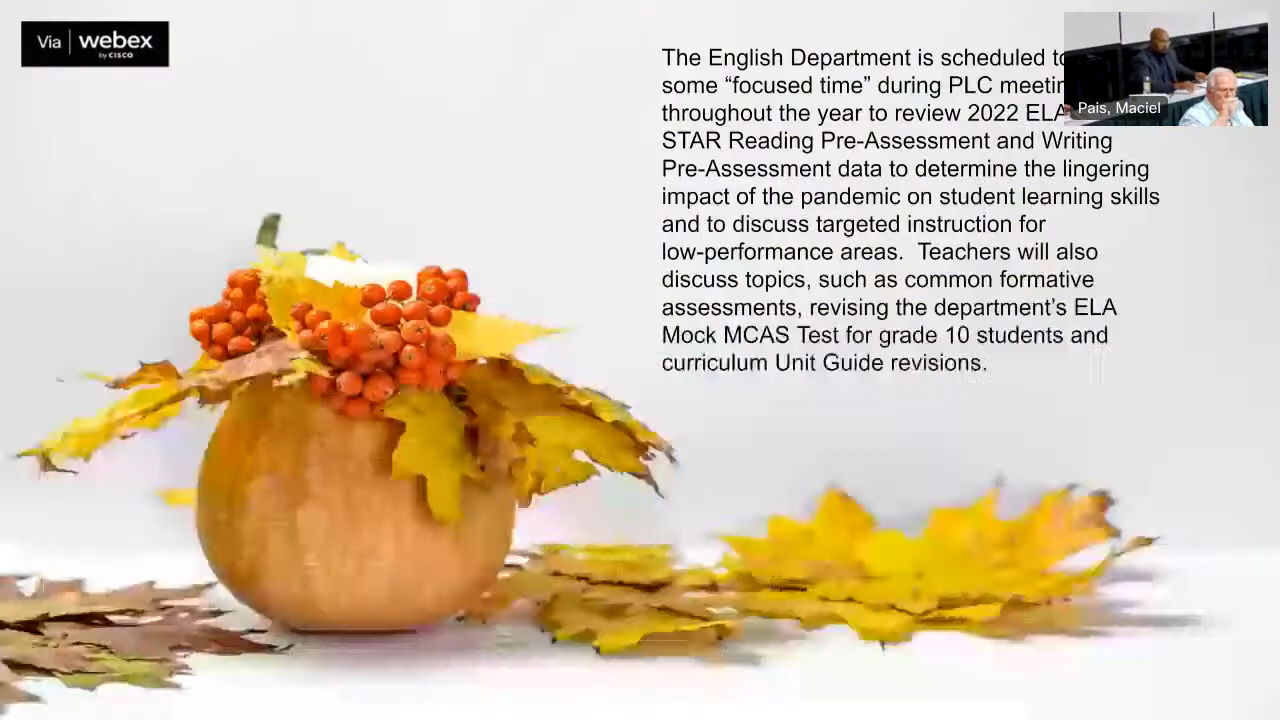 Via webex
by CISCO
The English Department is scheduled
some “focused time” during PLC
throughout the year to review 2022 ELA
STAR Reading Pre-Assessment and Writing
Pre-Assessment data to determine the lingering
impact of the pandemic on student learning skills
and to discuss targeted instruction for
low-performance areas.  Teachers will also
discuss topics, such as common formative
assessments, revising the department’s ELA
Mock MCAS Test for grade 10 students and
curriculum Unit Guide revisions.
Pais, Maciel